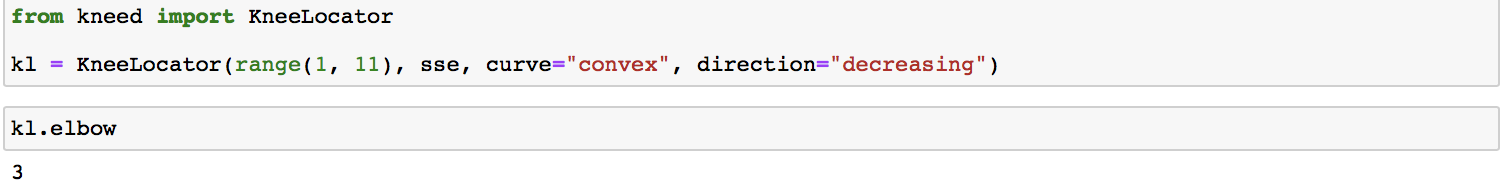 from kneed import KneeLocator
kl = KneeLocator(range(1, 11), sse, curve="convex", direction="decreasing")
kl.elbow
3